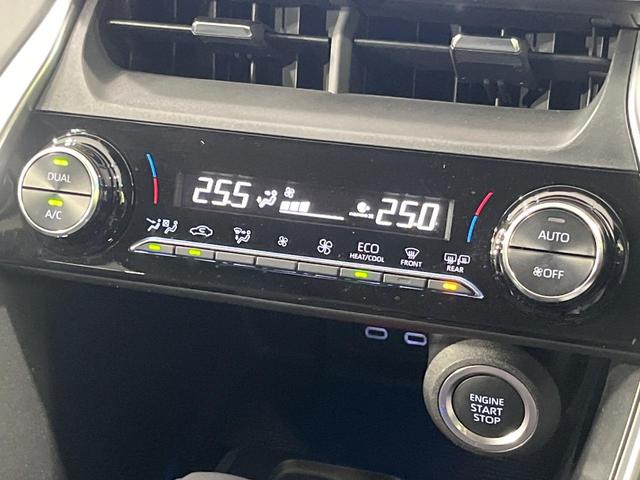 DUAL
A/C
25.5
25.0
AUTO
OFF
ECO
HEAT/COOL
FRONT
REAR
ENGINE
START
STOP